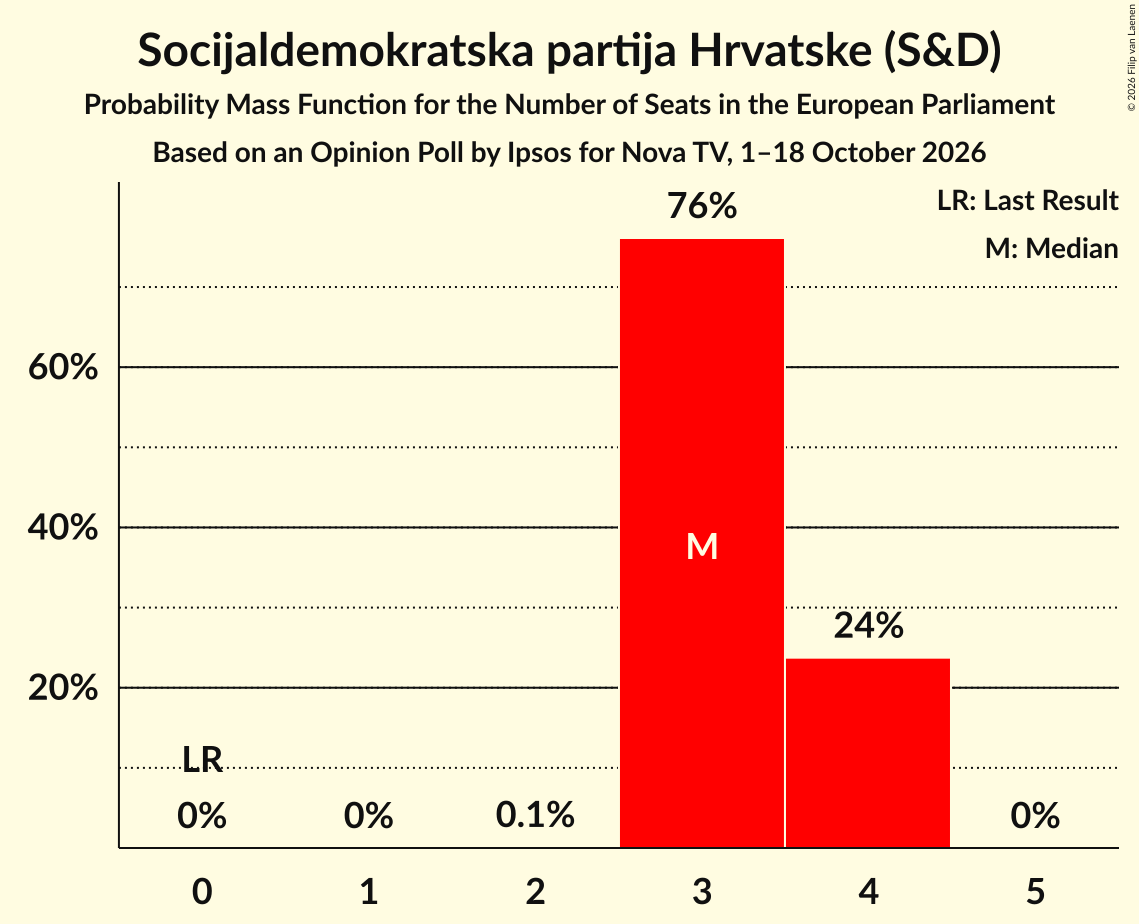 Socijaldemokratska partija Hrvatske (S&D)
Probability Mass Function for the Number of Seats in the European Parliament
Based on an Opinion Poll by Ipsos for Nova TV, 1–18 October 2026
© 2026 Filip van Laenen
LR: Last Result
M: Median
76%
60%
40%
M
24%
20%
LR
0%
0%
0.1%
0%
0
1
2
3
4
5